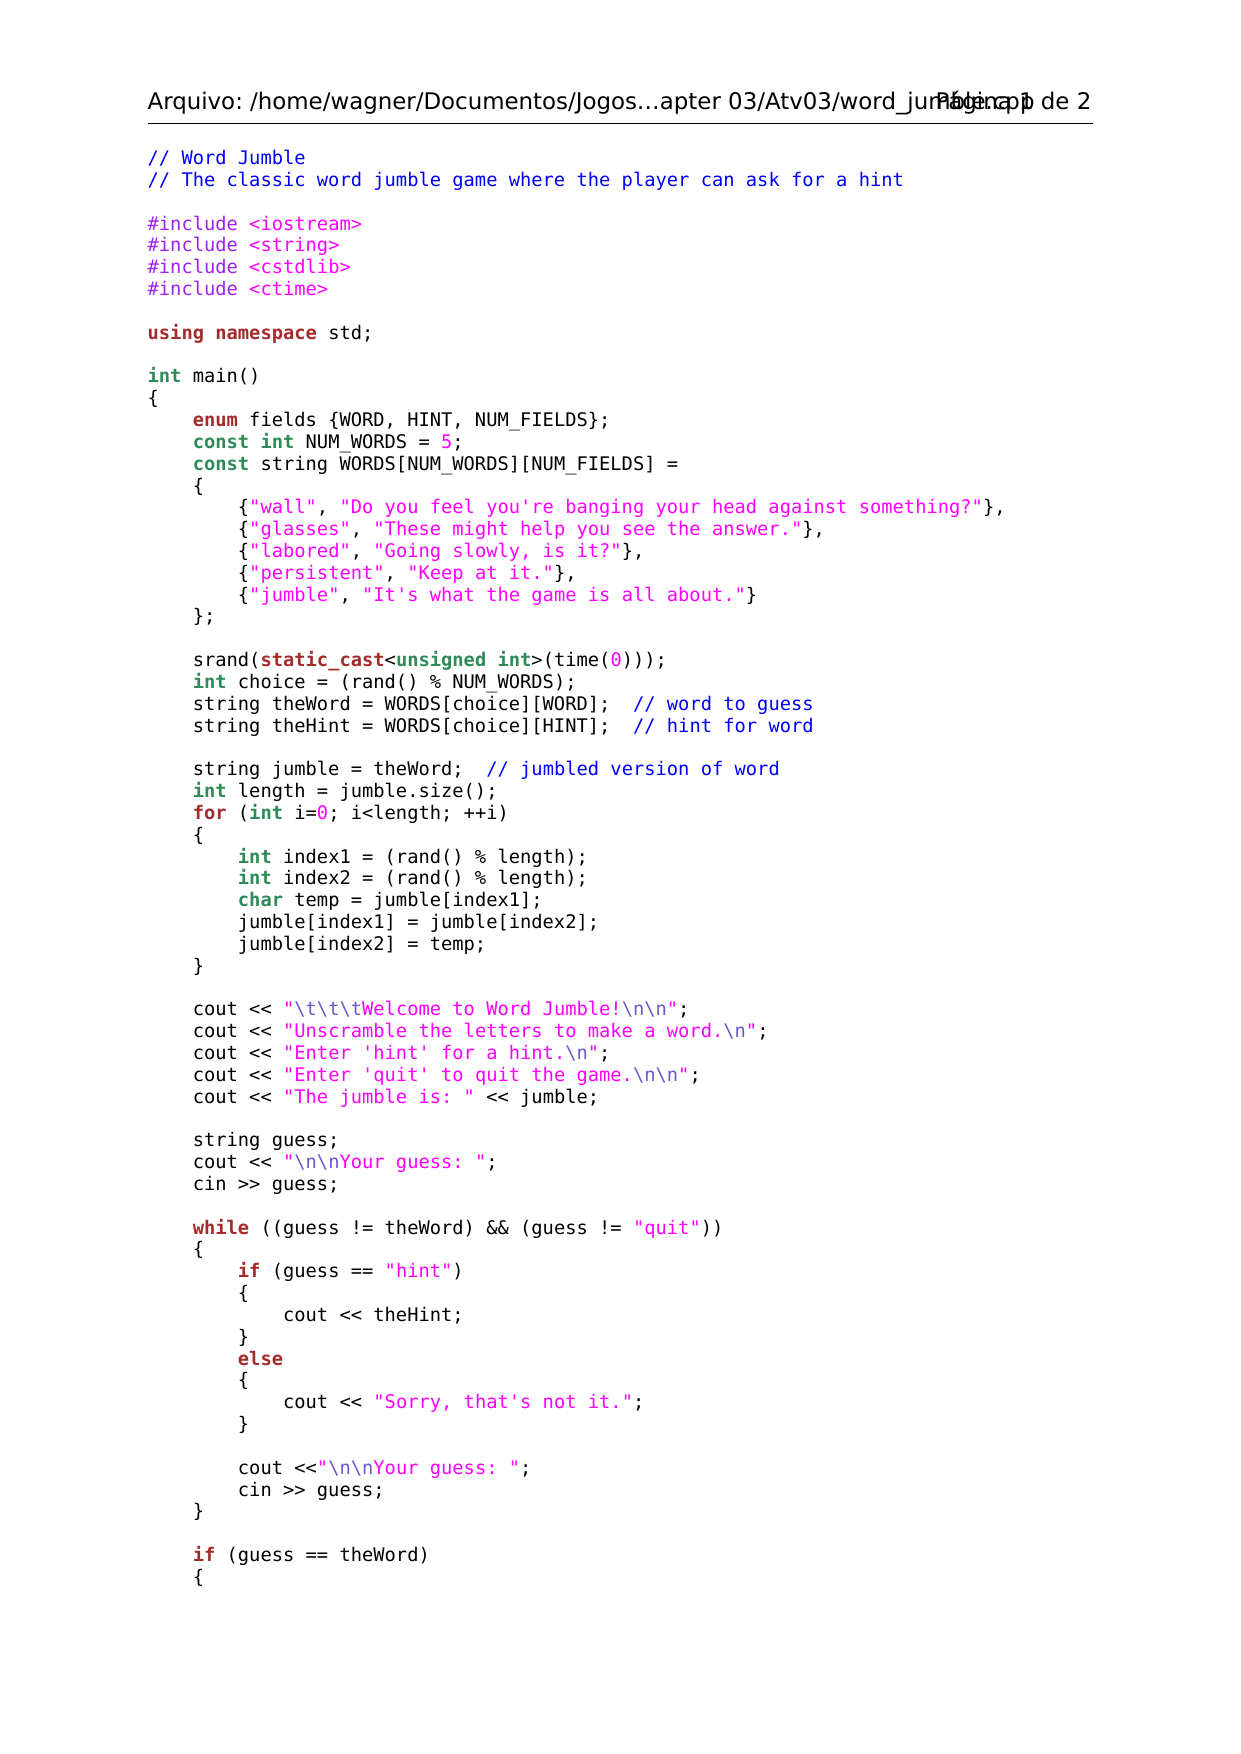 Arquivo: /home/wagner/Documentos/Jogos...apter 03/Atv03/word_jumble.cpp Página 1 de 2
// Word Jumble
// The classic word jumble game where the player can ask for a hint
#include <iostream>
#include <string>
#include <cstdlib>
#include <ctime>
using namespace std;
int main()
{
    enum fields {WORD, HINT, NUM_FIELDS};
    const int NUM_WORDS = 5;
    const string WORDS[NUM_WORDS][NUM_FIELDS] =
    {
        {"wall", "Do you feel you're banging your head against something?"},
        {"glasses", "These might help you see the answer."},
        {"labored", "Going slowly, is it?"},
        {"persistent", "Keep at it."},
        {"jumble", "It's what the game is all about."}
    };
    srand(static_cast<unsigned int>(time(0)));
    int choice = (rand() % NUM_WORDS);
    string theWord = WORDS[choice][WORD];  // word to guess
    string theHint = WORDS[choice][HINT];  // hint for word
    string jumble = theWord;  // jumbled version of word
    int length = jumble.size();
    for (int i=0; i<length; ++i)
    {
        int index1 = (rand() % length);
        int index2 = (rand() % length);
        char temp = jumble[index1];
        jumble[index1] = jumble[index2];
        jumble[index2] = temp;
    }
    cout << "\t\t\tWelcome to Word Jumble!\n\n";
    cout << "Unscramble the letters to make a word.\n";
    cout << "Enter 'hint' for a hint.\n";
    cout << "Enter 'quit' to quit the game.\n\n";
    cout << "The jumble is: " << jumble;
    string guess;
    cout << "\n\nYour guess: ";
    cin >> guess;
    while ((guess != theWord) && (guess != "quit"))
    {
        if (guess == "hint")
        {
            cout << theHint;
        }
        else
        {
            cout << "Sorry, that's not it.";
        }
        cout <<"\n\nYour guess: ";
        cin >> guess;
    }
    if (guess == theWord)
    {